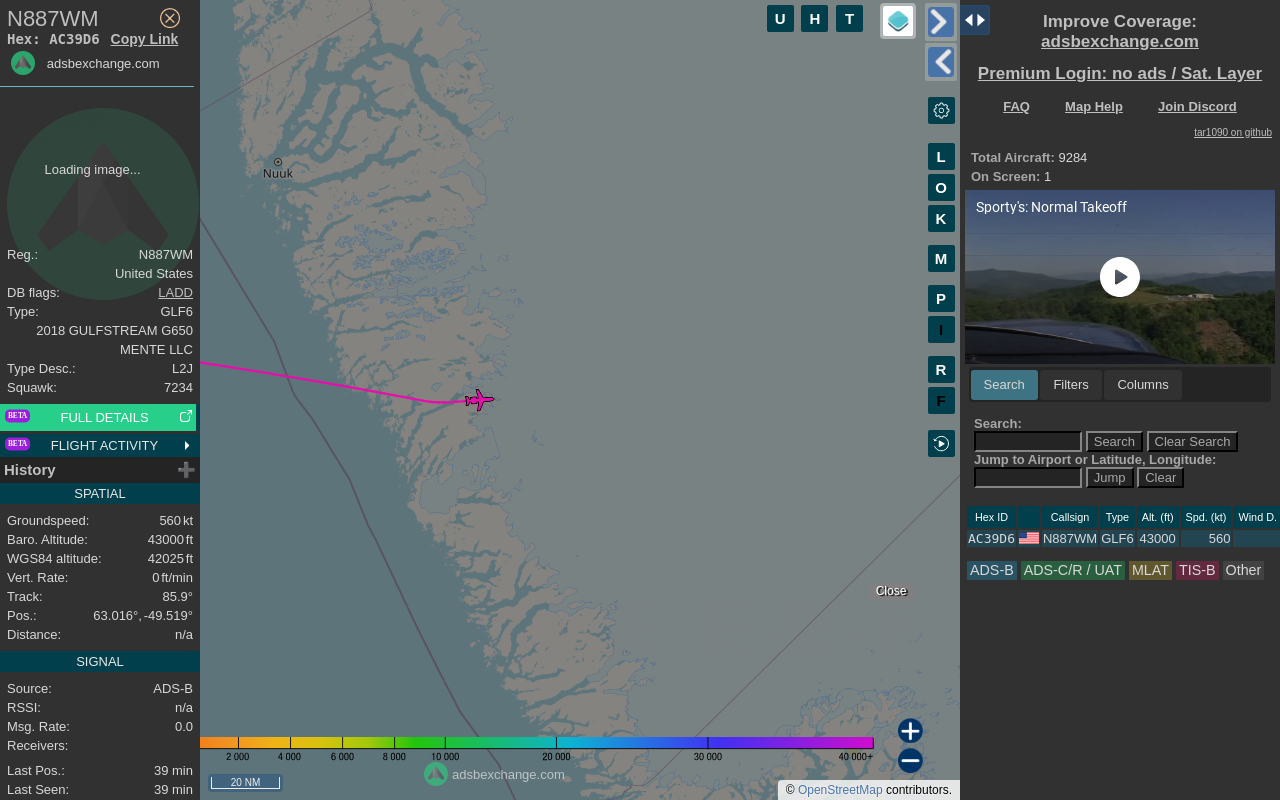 N887WM
Hex: AC39D6 Copy Link
adsbexchange.com
Loading image...
Reg.: N887WM
United States
DB flags: LADD
Type: GLF6
2018 GULFSTREAM G650
MENTE LLC
Type Desc.: L2J
Squawk: 7234
BETA FULL DETAILS
BETA FLIGHT ACTIVITY
History
SPATIAL
Groundspeed: 560 kt
Baro. Altitude: 43000 ft
WGS84 altitude: 42025 ft
Vert. Rate: 0 ft/min
Track: 85.9°
Pos.: 63.016°, -49.519°
Distance: n/a
SIGNAL
Source: ADS-B
RSSI: n/a
Msg. Rate: 0.0
Receivers:
Last Pos.: 39 min
Last Seen: 39 min
Nuuk
U H T
L
O
K
M
P
I
R
F
Close
2 000 4 000 6 000 8 000 10 000 20 000 30 000 40 000+
adsbexchange.com
20 NM
© OpenStreetMap contributors.
Improve Coverage:
adsbexchange.com
Premium Login: no ads / Sat. Layer
FAQ Map Help Join Discord
tar1090 on github
Total Aircraft: 9284
On Screen: 1
Sporty's: Normal Takeoff
Search Filters Columns
Search:
Search Clear Search
Jump to Airport or Latitude, Longitude:
Jump Clear
Hex ID Callsign Type Alt. (ft) Spd. (kt) Wind D.
AC39D6 N887WM GLF6 43000 560
ADS-B ADS-C/R / UAT MLAT TIS-B Other